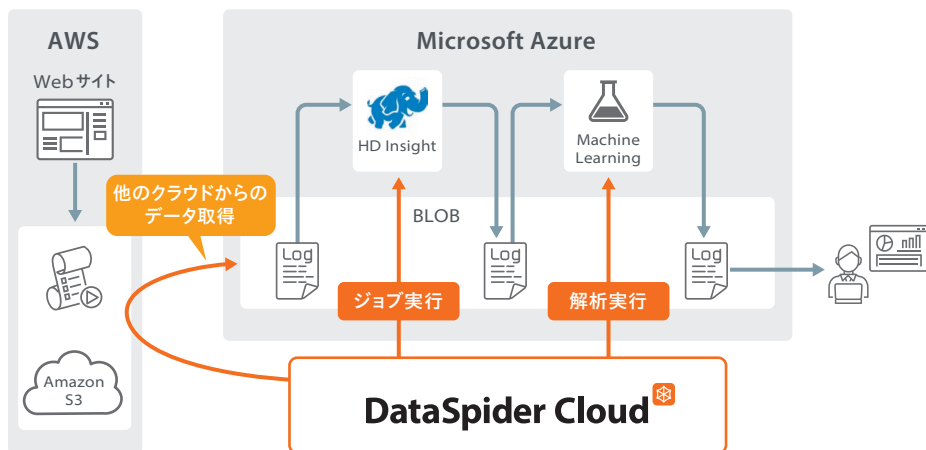 AWS
Webサイト
Amazon
S3
他のクラウドからの
データ取得
Microsoft Azure
HD Insight
Machine
Learning
BLOB
Log
Log
Log
ジョブ実行
解析実行
DataSpider Cloud